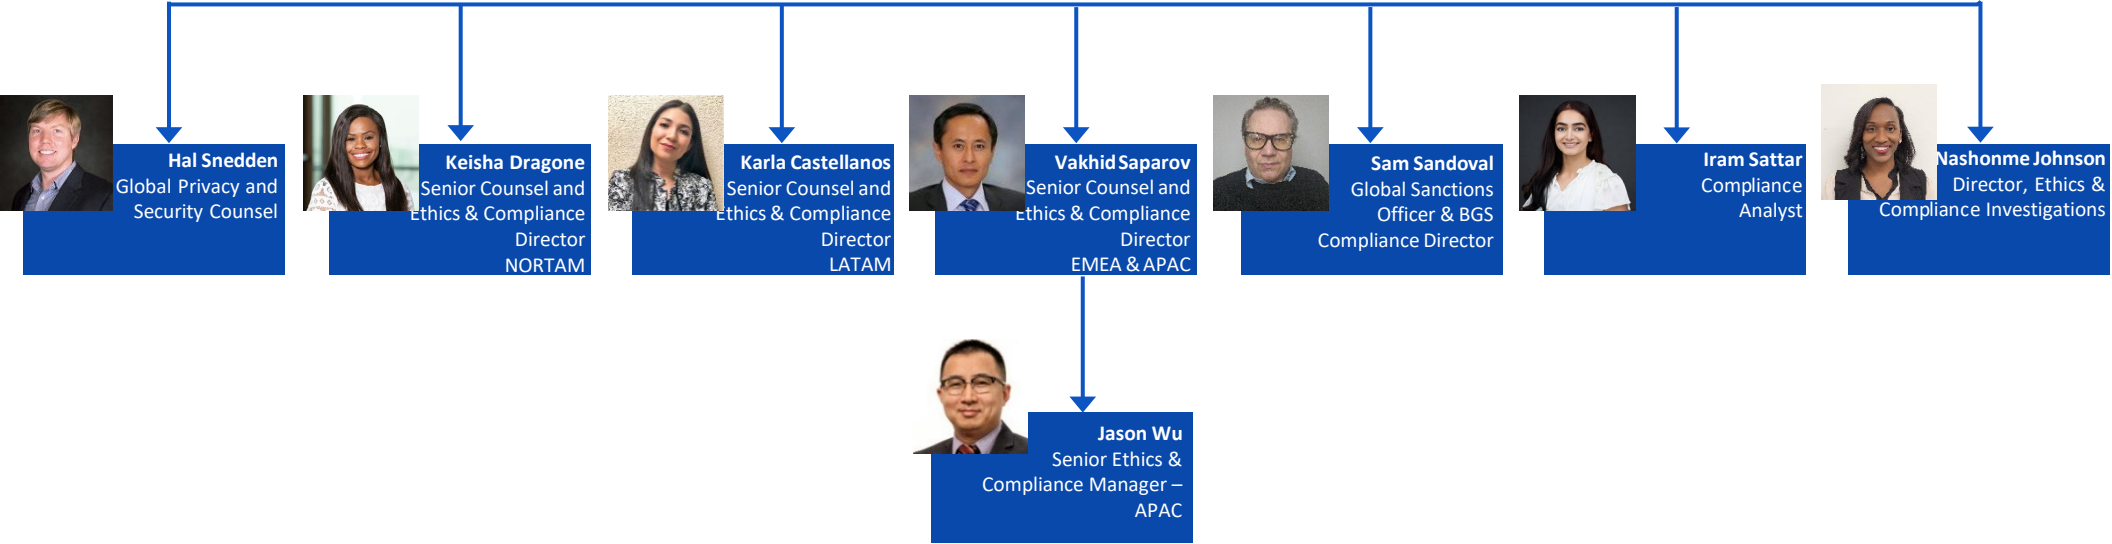 Hal Snedden
Global Privacy and
Security Counsel
Keisha Dragone
Senior Counsel and
Ethics & Compliance
Director
NORTAM
Karla Castellanos
Senior Counsel and
Ethics & Compliance
Director
LATAM
Vakhid Saparov
Senior Counsel and
Ethics & Compliance
Director
EMEA & APAC
Sam Sandoval
Global Sanctions
Officer & BGS
Compliance Director
Iram Sattar
Compliance
Analyst
Nashonme Johnson
Director, Ethics &
Compliance Investigations
Jason Wu
Senior Ethics &
Compliance Manager –
APAC